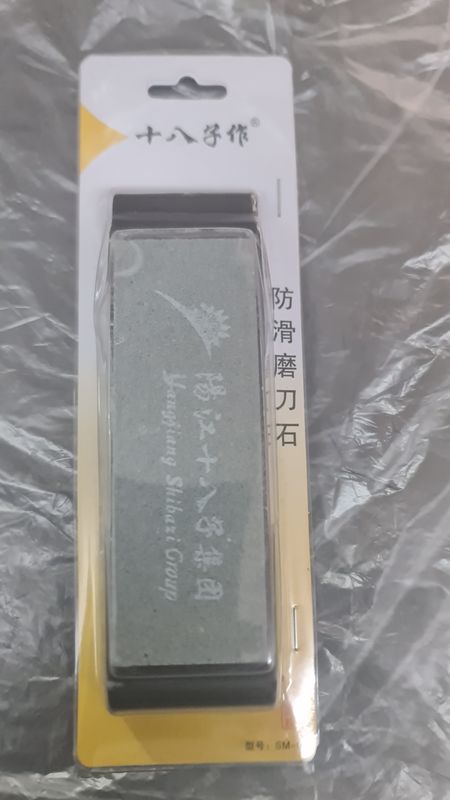 十八子作®
防滑磨刀石
阳江十八子集团
Yangjiang Shibazi Group
型号：SM-